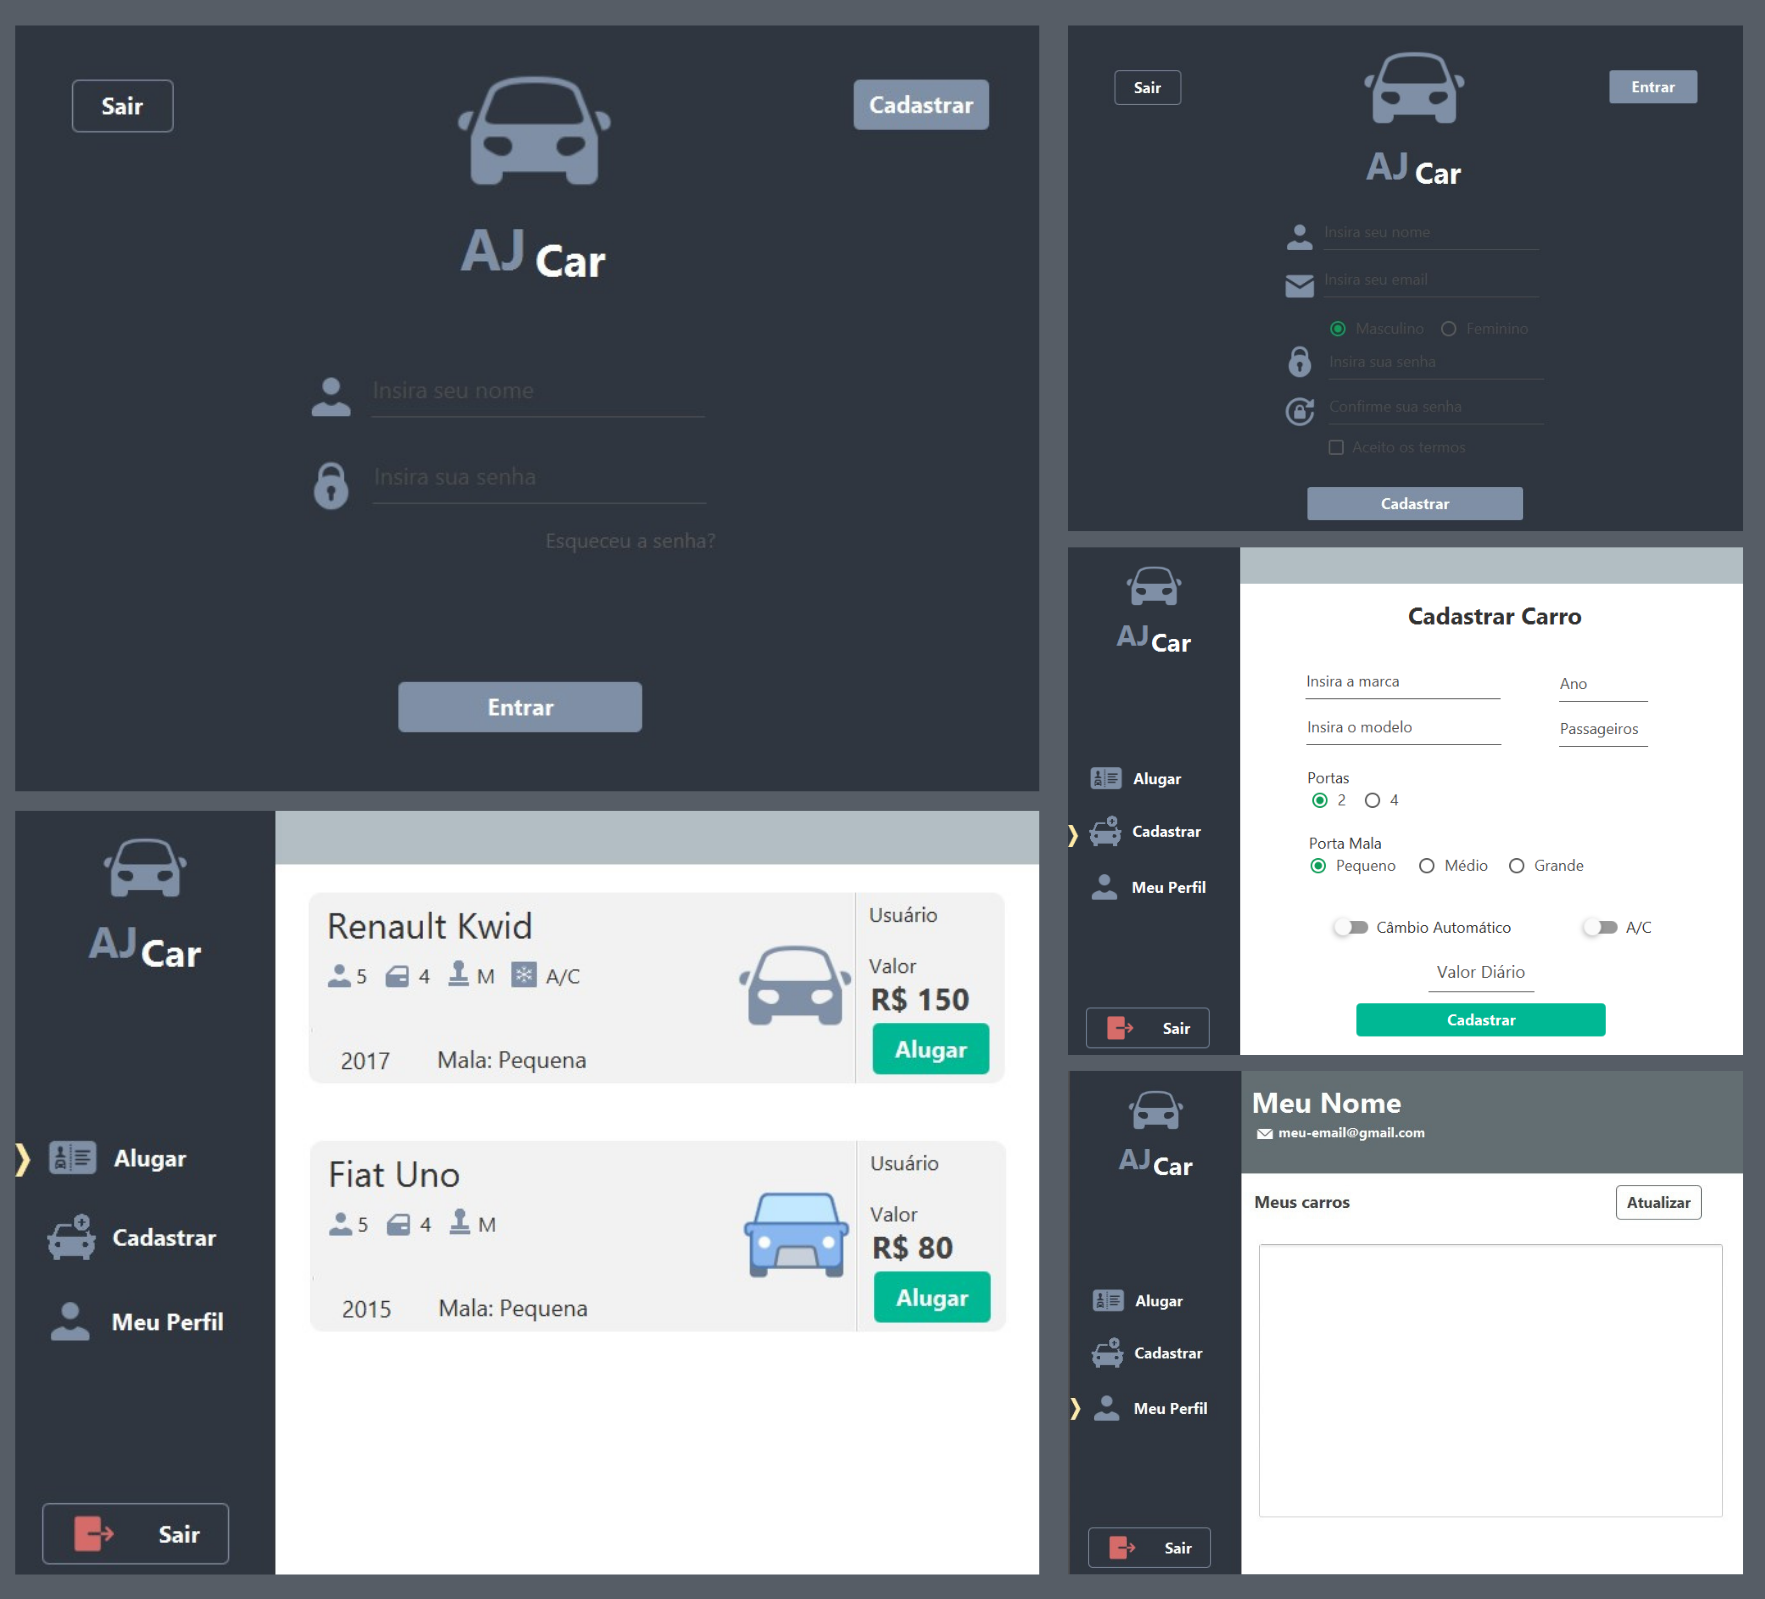 Sair
Cadastrar
AJ Car
Insira seu nome
Insira sua senha
Esqueceu a senha?
Entrar
Sair
Entrar
AJ Car
Insira seu nome
Insira seu email
Masculino Feminino
Insira sua senha
Confirme sua senha
Aceito os termos
Cadastrar
AJ Car
Alugar
Cadastrar
Meu Perfil
Sair
Renault Kwid
5 4 M A/C
2017 Mala: Pequena
Usuário
Valor
R$ 150
Alugar
Fiat Uno
5 4 M
2015 Mala: Pequena
Usuário
Valor
R$ 80
Alugar
AJ Car
Alugar
Cadastrar
Meu Perfil
Sair
Cadastrar Carro
Insira a marca Ano
Insira o modelo Passageiros
Portas
2 4
Porta Mala
Pequeno Médio Grande
Câmbio Automático A/C
Valor Diário
Cadastrar
AJ Car
Alugar
Cadastrar
Meu Perfil
Sair
Meu Nome
meu-email@gmail.com
Meus carros
Atualizar